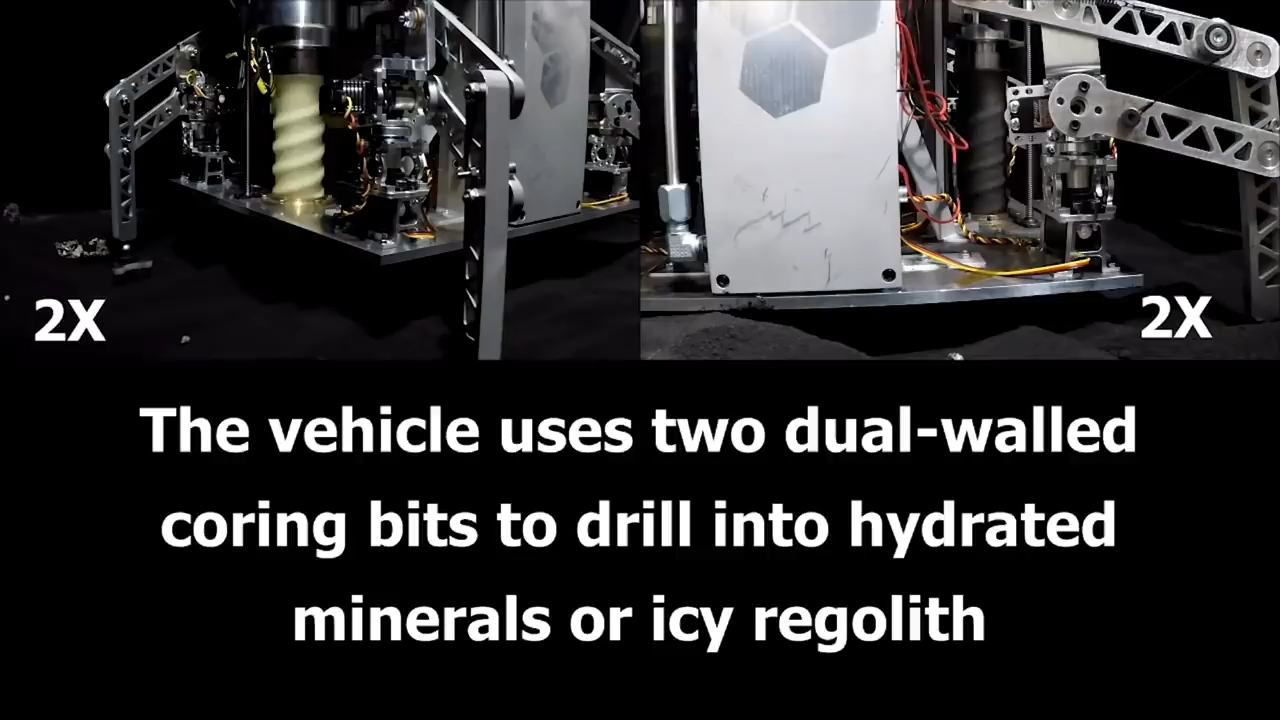 2X
2X
The vehicle uses two dual-walled
coring bits to drill into hydrated
minerals or icy regolith